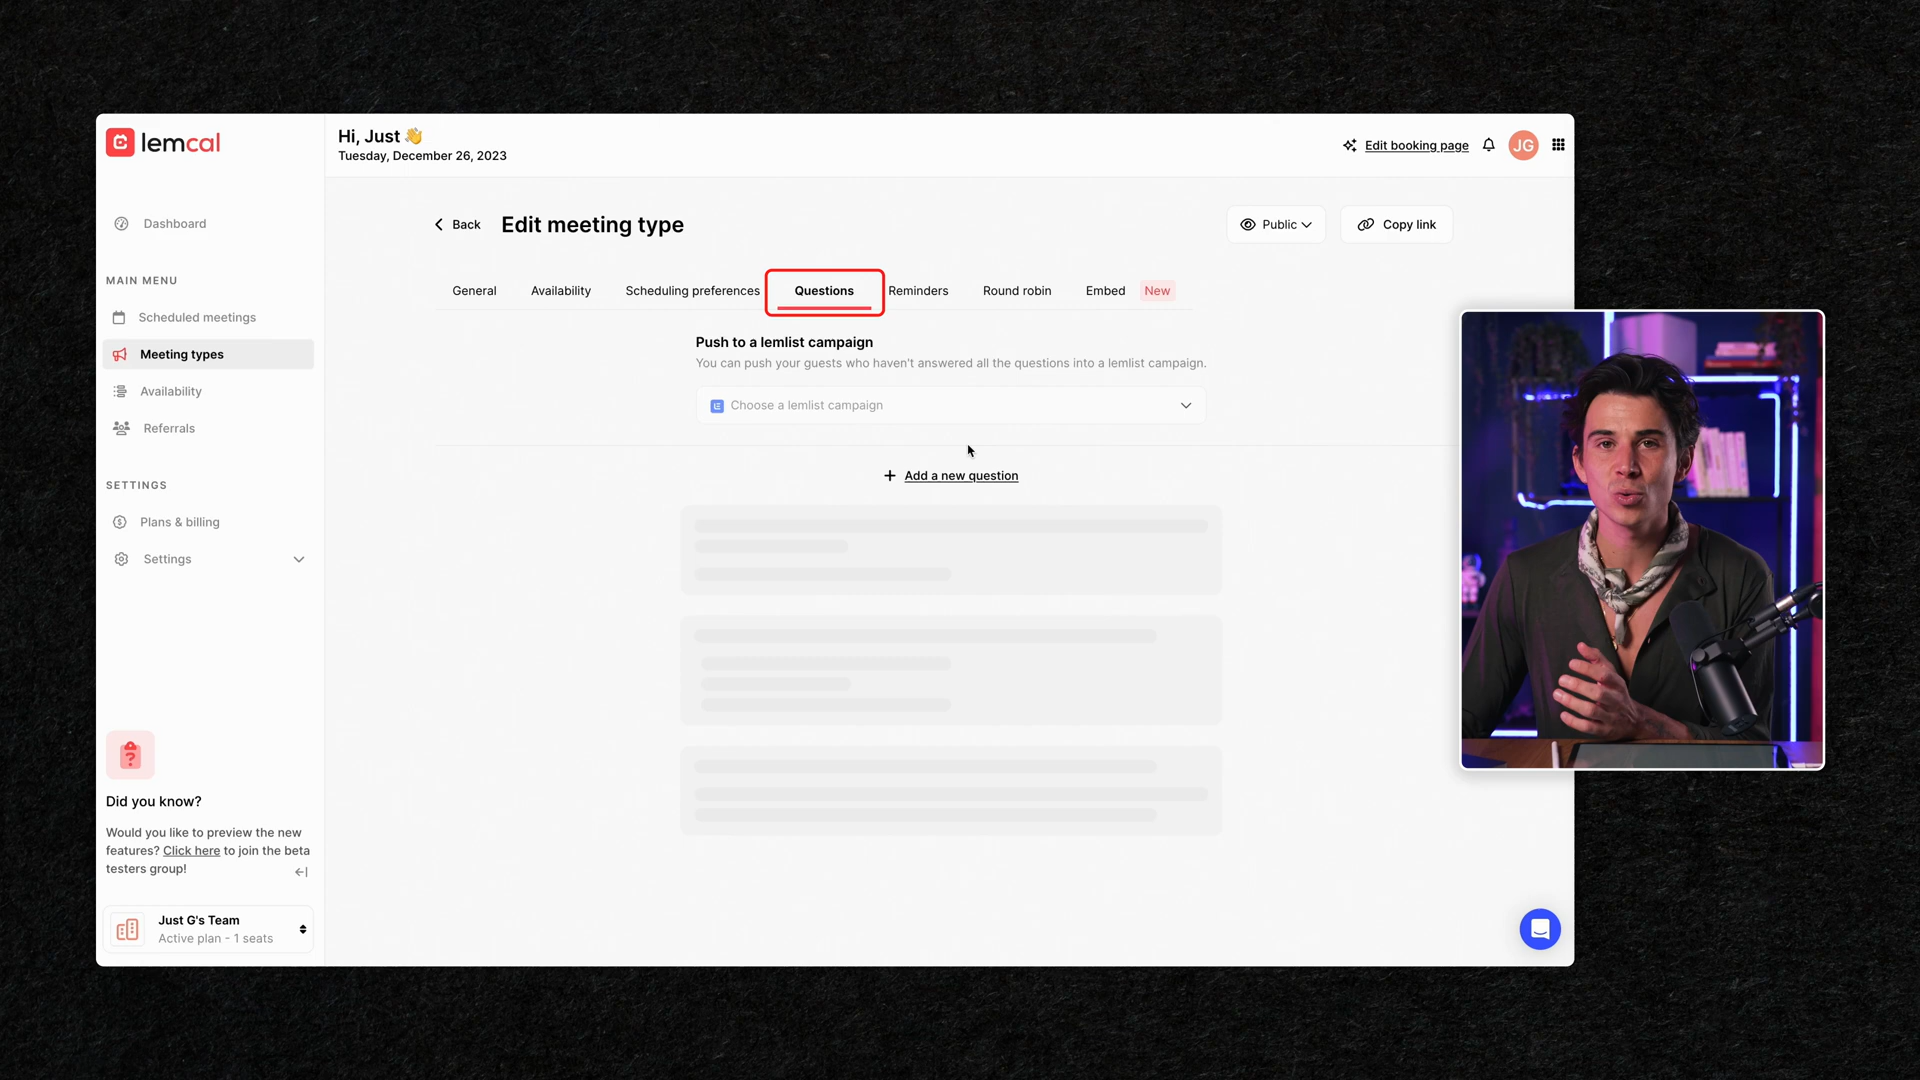 lemcal
Hi, Just 👋
Tuesday, December 26, 2023
Edit booking page
JG
Dashboard
MAIN MENU
Scheduled meetings
Meeting types
Availability
Referrals
SETTINGS
Plans & billing
Settings
Back
Edit meeting type
Public
Copy link
General
Availability
Scheduling preferences
Questions
Reminders
Round robin
Embed
New
Push to a lemlist campaign
You can push your guests who haven't answered all the questions into a lemlist campaign.
Choose a lemlist campaign
+ Add a new question
?
Did you know?
Would you like to preview the new
features? Click here to join the beta
testers group!
Just G's Team
Active plan - 1 seats